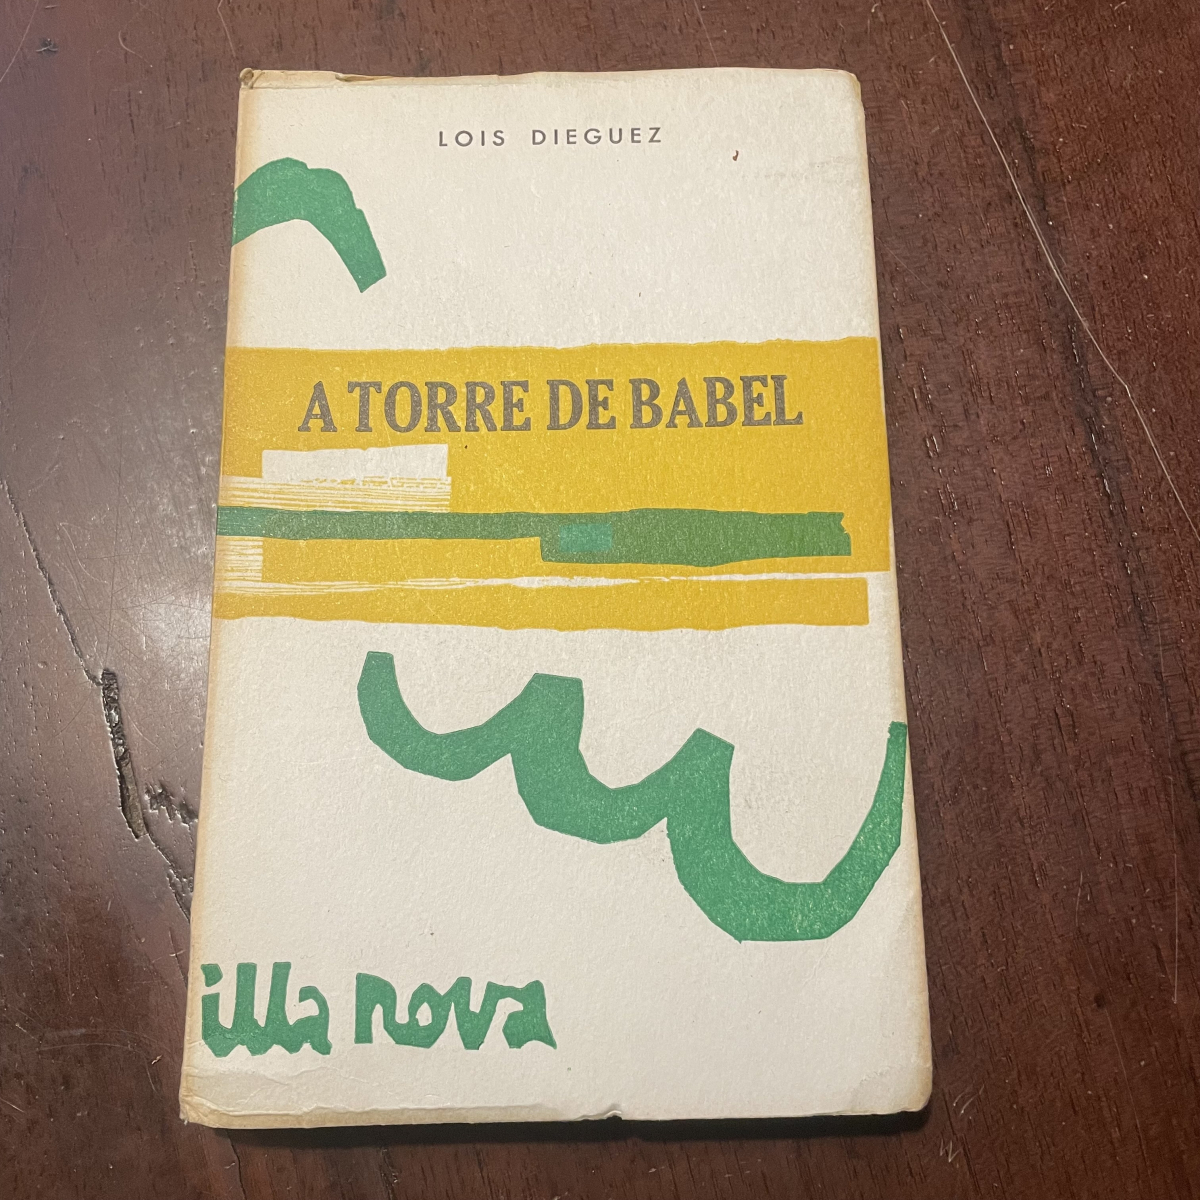 LOIS DIEGUEZ
A TORRE DE BABEL
illa nova